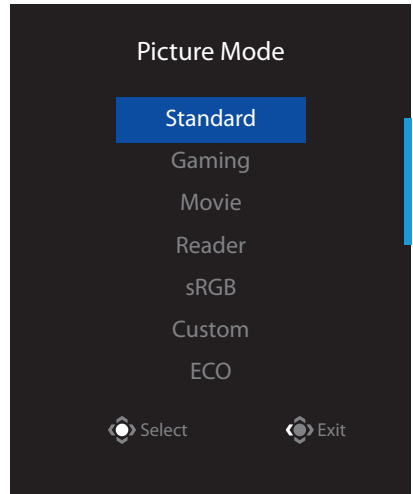 Picture Mode
Standard
Gaming
Movie
Reader
sRGB
Custom
ECO
Select Exit